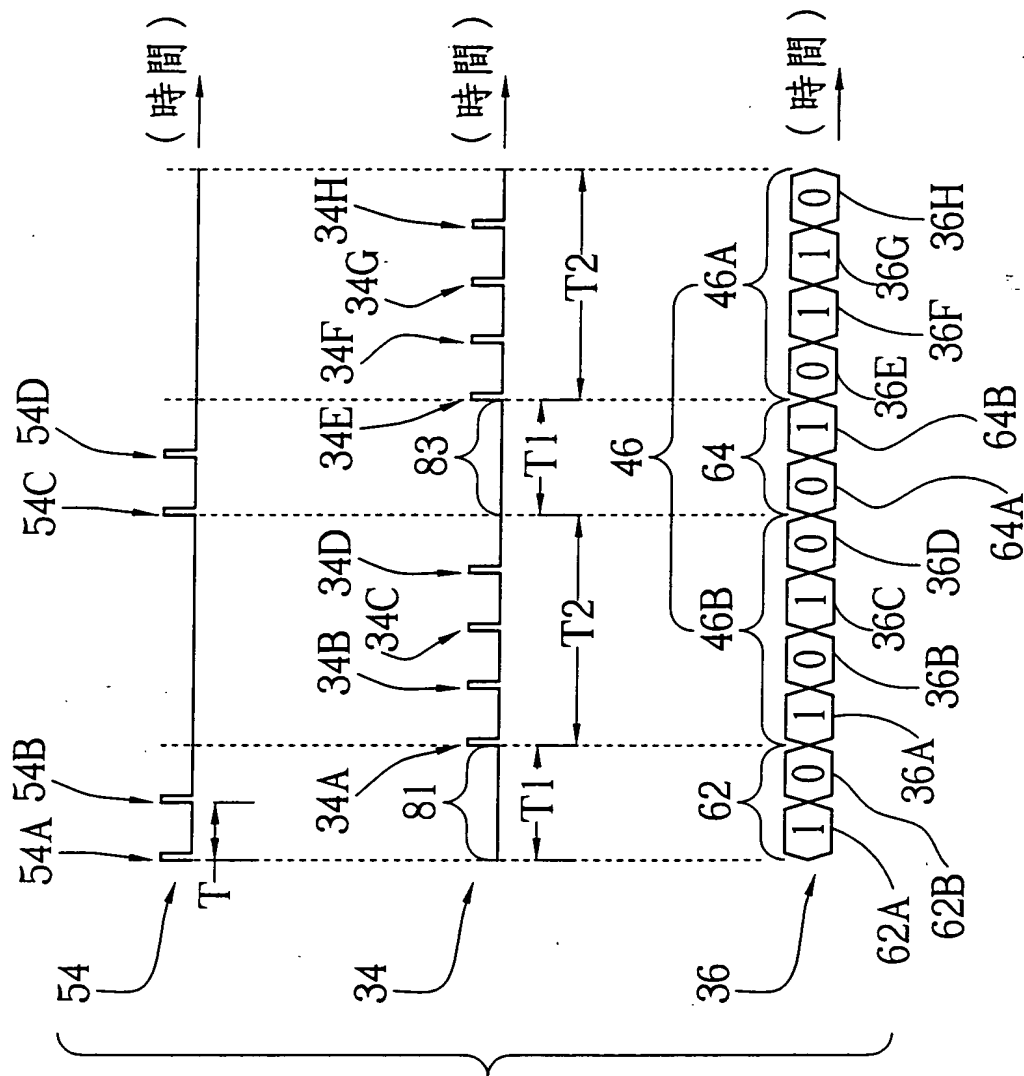 54
54A
54B
54C
54D
(時間)
T
34
34A
34B
34C
34D
34E
34F
34G
34H
(時間)
81
83
T1
T2
T1
T2
46
62
46B
64
46A
36
1
0
1
0
1
0
0
1
0
1
1
0
(時間)
62A
62B
36A
36B
36C
36D
64A
64B
36E
36F
36G
36H